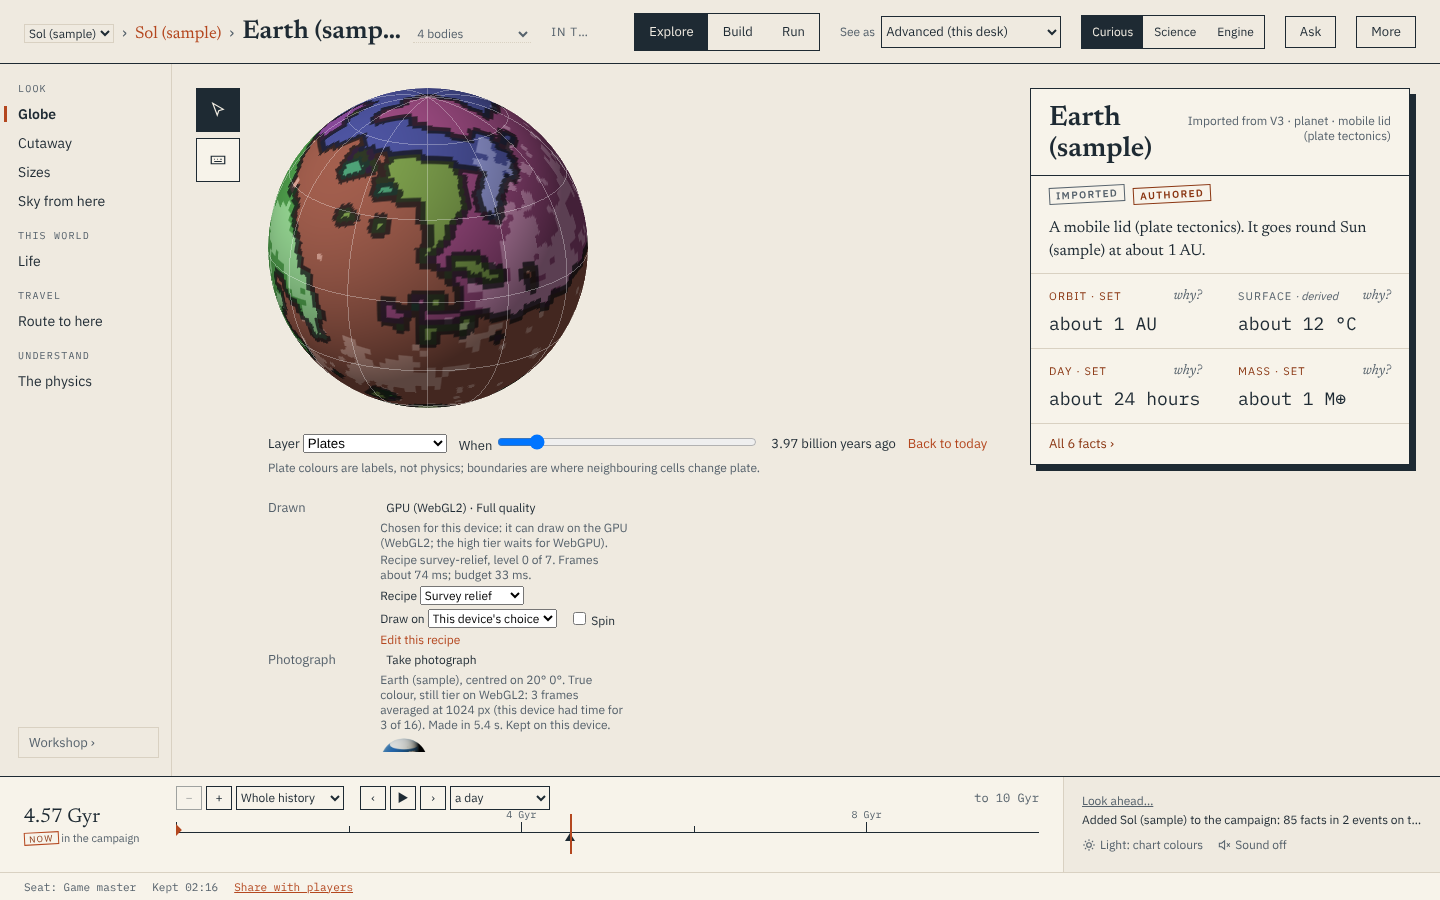 Sol (sample) › Sol (sample) › Earth (samp... 4 bodies IN T... Explore Build Run See as Advanced (this desk) Curious Science Engine Ask More
LOOK
Globe
Cutaway
Sizes
Sky from here
THIS WORLD
Life
TRAVEL
Route to here
UNDERSTAND
The physics
Workshop ›
Layer Plates When 3.97 billion years ago Back to today
Plate colours are labels, not physics; boundaries are where neighbouring cells change plate.
Drawn GPU (WebGL2) · Full quality
Chosen for this device: it can draw on the GPU
(WebGL2; the high tier waits for WebGPU).
Recipe survey-relief, level 0 of 7. Frames
about 74 ms; budget 33 ms.
Recipe Survey relief
Draw on This device's choice Spin
Edit this recipe
Photograph Take photograph
Earth (sample), centred on 20° 0°. True
colour, still tier on WebGL2: 3 frames
averaged at 1024 px (this device had time for
3 of 16). Made in 5.4 s. Kept on this device.
Earth
(sample)
Imported from V3 · planet · mobile lid
(plate tectonics)
IMPORTED AUTHORED
A mobile lid (plate tectonics). It goes round Sun
(sample) at about 1 AU.
ORBIT · SET why? SURFACE · derived why?
about 1 AU about 12 °C
DAY · SET why? MASS · SET why?
about 24 hours about 1 M⊕
All 6 facts ›
4.57 Gyr
NOW in the campaign
− + Whole history ‹ ▶ › a day to 10 Gyr
4 Gyr 8 Gyr
Look ahead...
Added Sol (sample) to the campaign: 85 facts in 2 events on t...
Light: chart colours Sound off
Seat: Game master Kept 02:16 Share with players